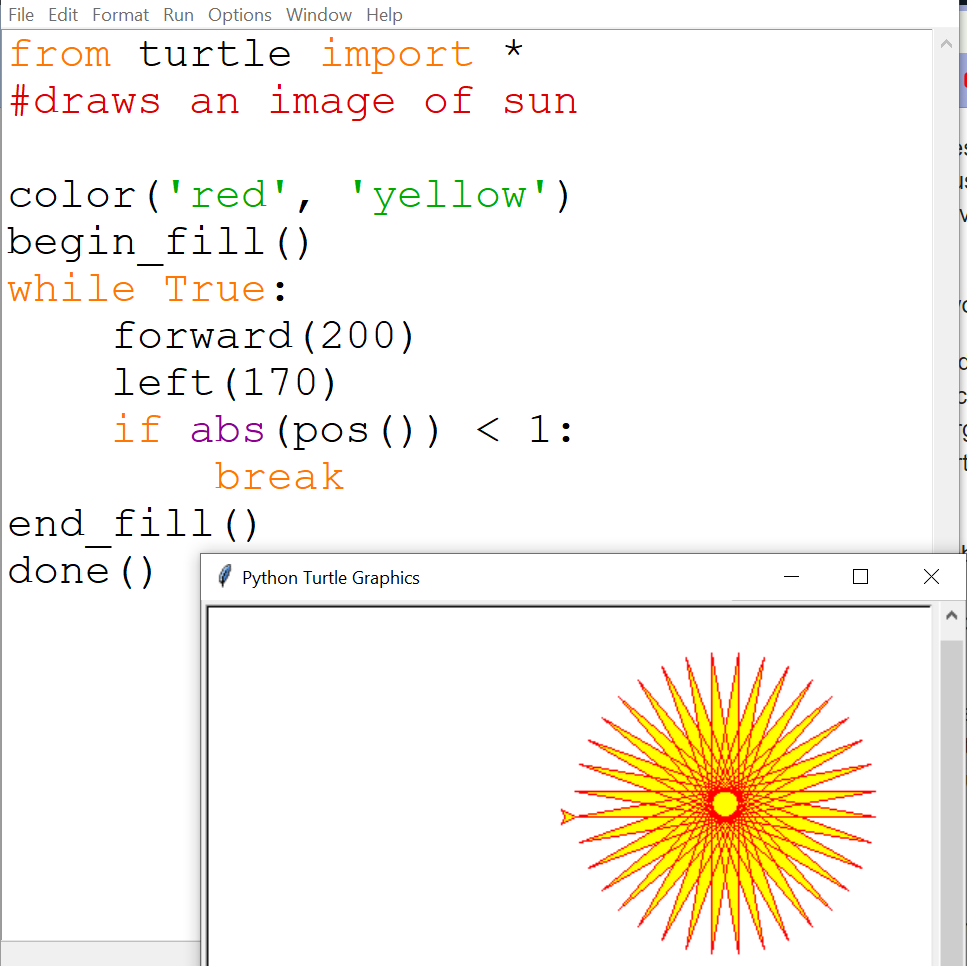 File Edit Format Run Options Window Help
from turtle import *
#draws an image of sun
color('red', 'yellow')
begin_fill()
while True:
    forward(200)
    left(170)
    if abs(pos()) < 1:
        break
end_fill()
done()
Python Turtle Graphics